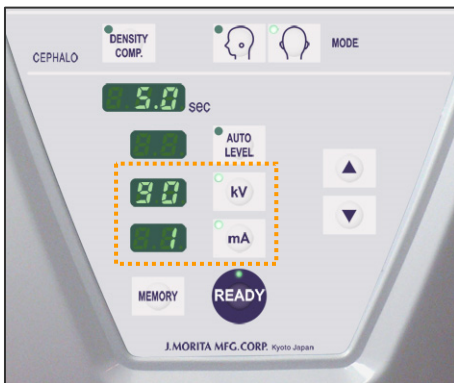 DENSITY
COMP.
CEPHALO
MODE
5.0 sec
AUTO
LEVEL
90 kV
1 mA
MEMORY
READY
J.MORITA MFG.CORP. Kyoto Japan